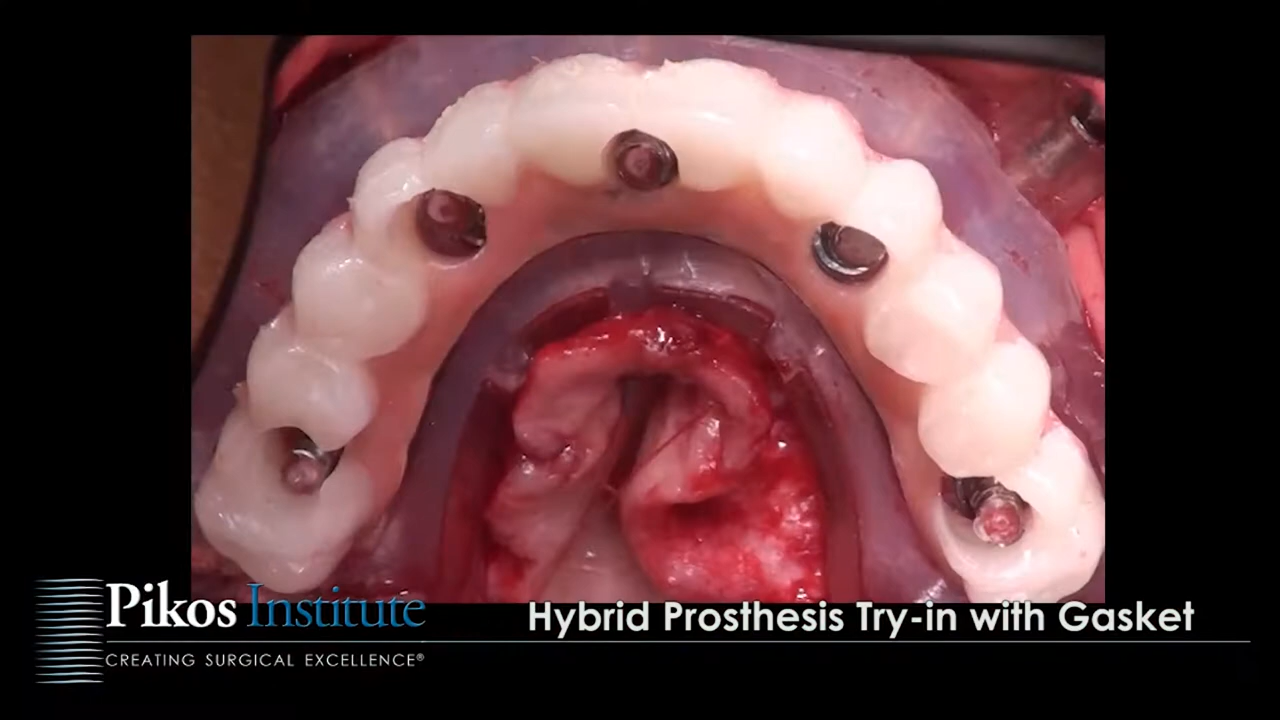 Pikos Institute
CREATING SURGICAL EXCELLENCE®
Hybrid Prosthesis Try-in with Gasket